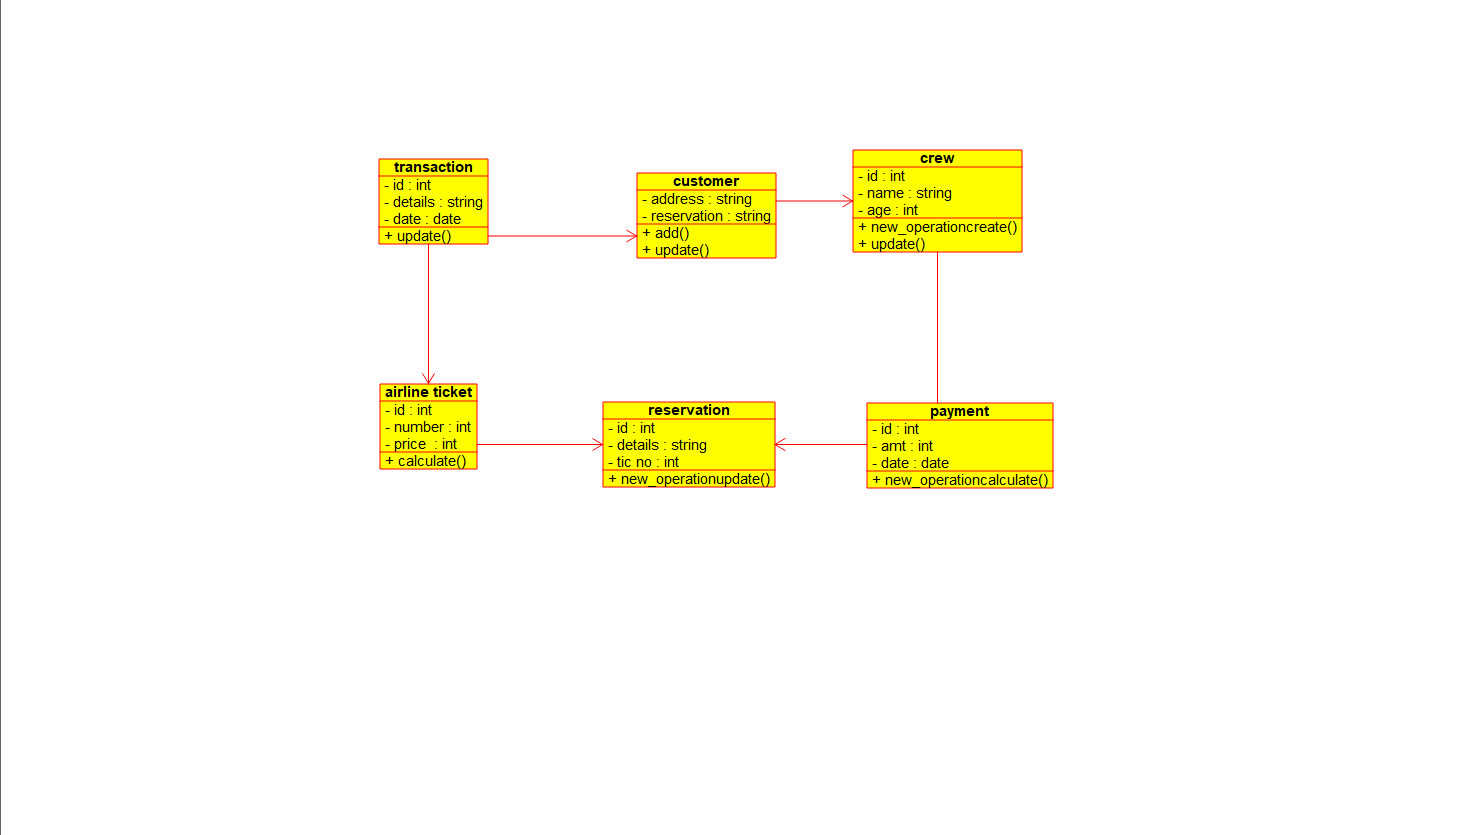 transaction
- id : int
- details : string
- date : date
+ update()
customer
- address : string
- reservation : string
+ add()
+ update()
crew
- id : int
- name : string
- age : int
+ new_operationcreate()
+ update()
airline ticket
- id : int
- number : int
- price  : int
+ calculate()
reservation
- id : int
- details : string
- tic no : int
+ new_operationupdate()
payment
- id : int
- amt : int
- date : date
+ new_operationcalculate()